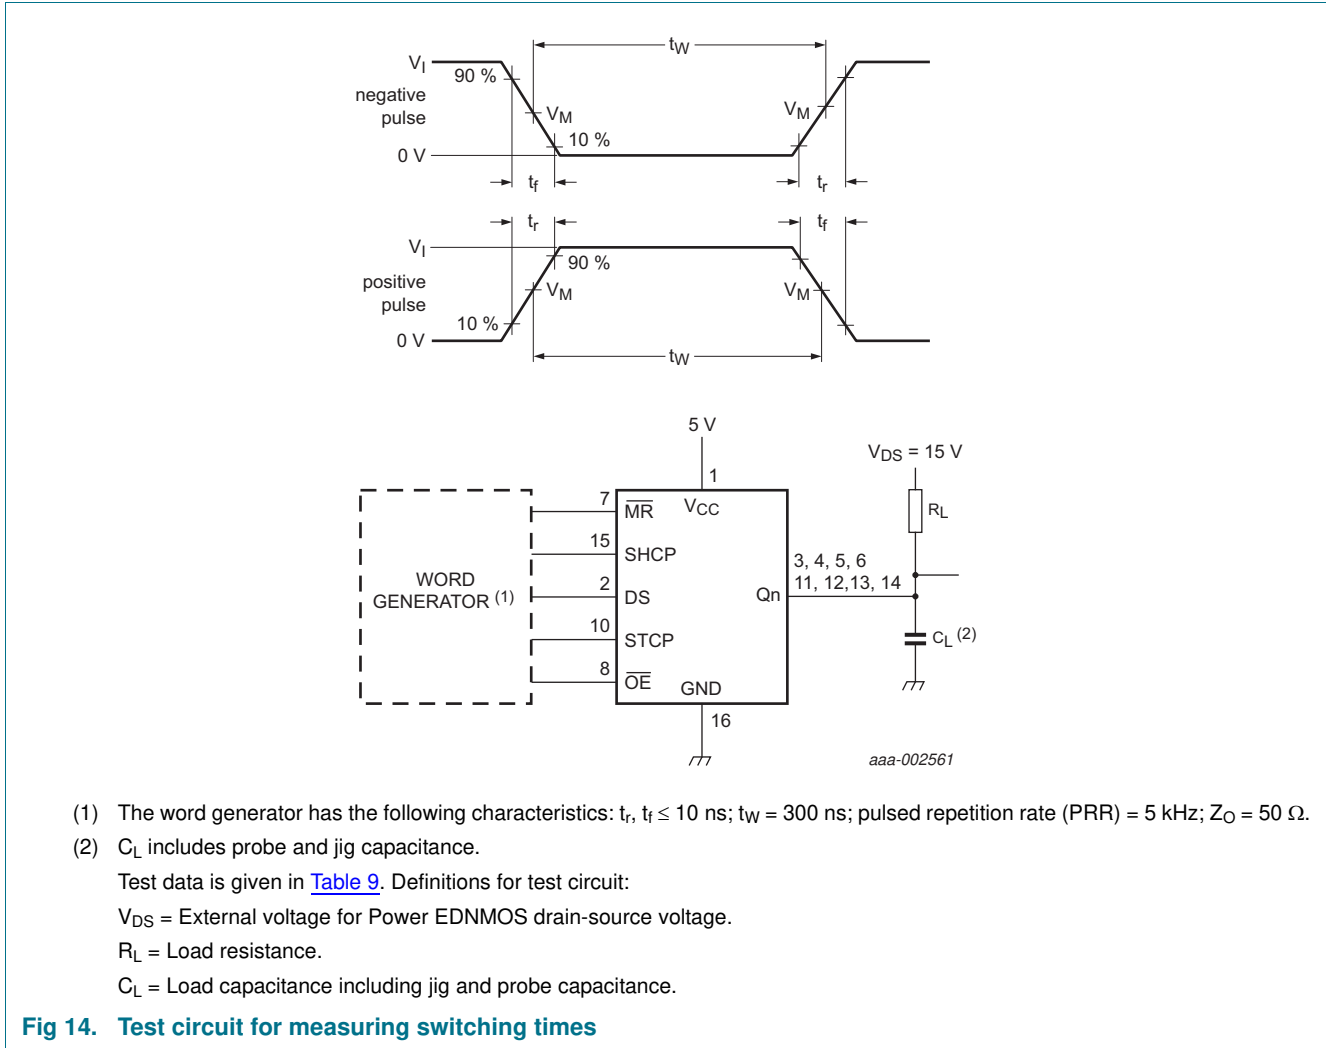 tW
VI
90 %
negative
pulse
VM
VM
10 %
0 V
tf
tr
tr
tf
VI
90 %
positive
pulse
VM
VM
10 %
0 V
tW
5 V
VDS = 15 V
1
7
MR
VCC
RL
15
SHCP
3, 4, 5, 6
WORD
GENERATOR (1)
2
DS
Qn
11, 12,13, 14
10
STCP
CL (2)
8
OE
GND
16
aaa-002561
(1) The word generator has the following characteristics: tr, tf ≤ 10 ns; tW = 300 ns; pulsed repetition rate (PRR) = 5 kHz; ZO = 50 Ω.
(2) CL includes probe and jig capacitance.
Test data is given in Table 9. Definitions for test circuit:
VDS = External voltage for Power EDNMOS drain-source voltage.
RL = Load resistance.
CL = Load capacitance including jig and probe capacitance.
Fig 14. Test circuit for measuring switching times